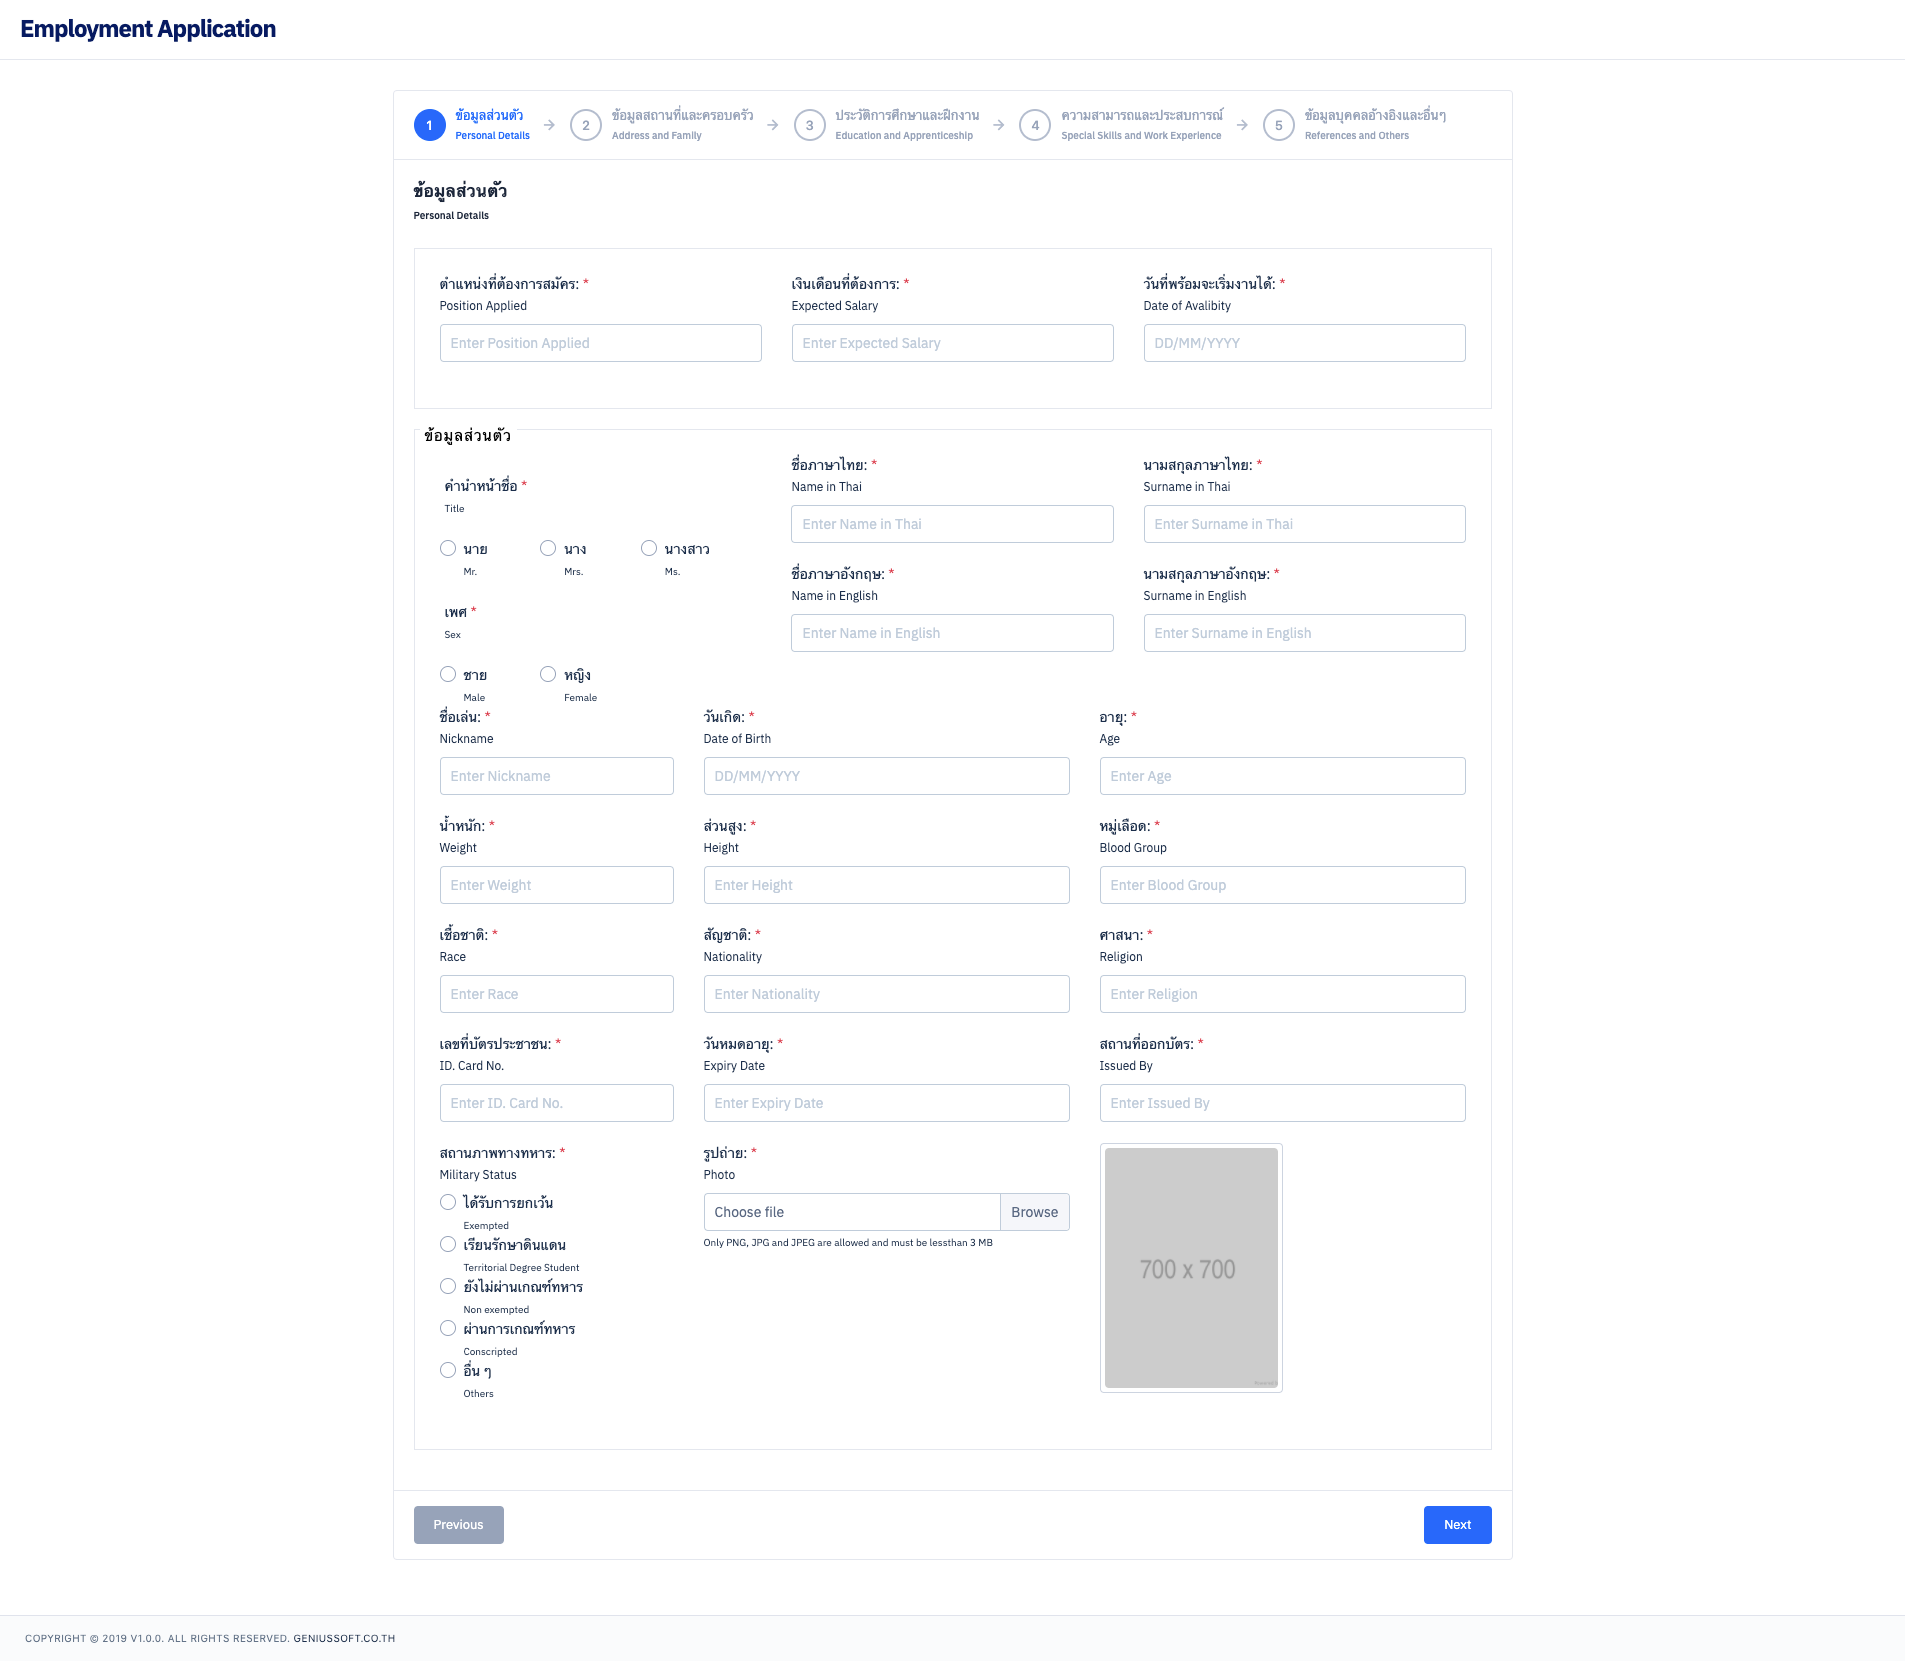 Employment Application
1 ข้อมูลส่วนตัว
Personal Details
2 ข้อมูลสถานที่และครอบครัว
Address and Family
3 ประวัติการศึกษาและฝึกงาน
Education and Apprenticeship
4 ความสามารถและประสบการณ์
Special Skills and Work Experience
5 ข้อมูลบุคคลอ้างอิงและอื่นๆ
References and Others
ข้อมูลส่วนตัว
Personal Details
ตำแหน่งที่ต้องการสมัคร: *
Position Applied
Enter Position Applied
เงินเดือนที่ต้องการ: *
Expected Salary
Enter Expected Salary
วันที่พร้อมจะเริ่มงานได้: *
Date of Avalibity
DD/MM/YYYY
ข้อมูลส่วนตัว
คำนำหน้าชื่อ *
Title
นาย
Mr.
นาง
Mrs.
นางสาว
Ms.
เพศ *
Sex
ชาย
Male
หญิง
Female
ชื่อภาษาไทย: *
Name in Thai
Enter Name in Thai
นามสกุลภาษาไทย: *
Surname in Thai
Enter Surname in Thai
ชื่อภาษาอังกฤษ: *
Name in English
Enter Name in English
นามสกุลภาษาอังกฤษ: *
Surname in English
Enter Surname in English
ชื่อเล่น: *
Nickname
Enter Nickname
วันเกิด: *
Date of Birth
DD/MM/YYYY
อายุ: *
Age
Enter Age
น้ำหนัก: *
Weight
Enter Weight
ส่วนสูง: *
Height
Enter Height
หมู่เลือด: *
Blood Group
Enter Blood Group
เชื้อชาติ: *
Race
Enter Race
สัญชาติ: *
Nationality
Enter Nationality
ศาสนา: *
Religion
Enter Religion
เลขที่บัตรประชาชน: *
ID. Card No.
Enter ID. Card No.
วันหมดอายุ: *
Expiry Date
Enter Expiry Date
สถานที่ออกบัตร: *
Issued By
Enter Issued By
สถานภาพทางทหาร: *
Military Status
ได้รับการยกเว้น
Exempted
เรียนรักษาดินแดน
Territorial Degree Student
ยังไม่ผ่านเกณฑ์ทหาร
Non exempted
ผ่านการเกณฑ์ทหาร
Conscripted
อื่น ๆ
Others
รูปถ่าย: *
Photo
Choose file
Browse
Only PNG, JPG and JPEG are allowed and must be lessthan 3 MB
700 x 700
Previous
Next
COPYRIGHT © 2019 V1.0.0. ALL RIGHTS RESERVED. GENIUSSOFT.CO.TH